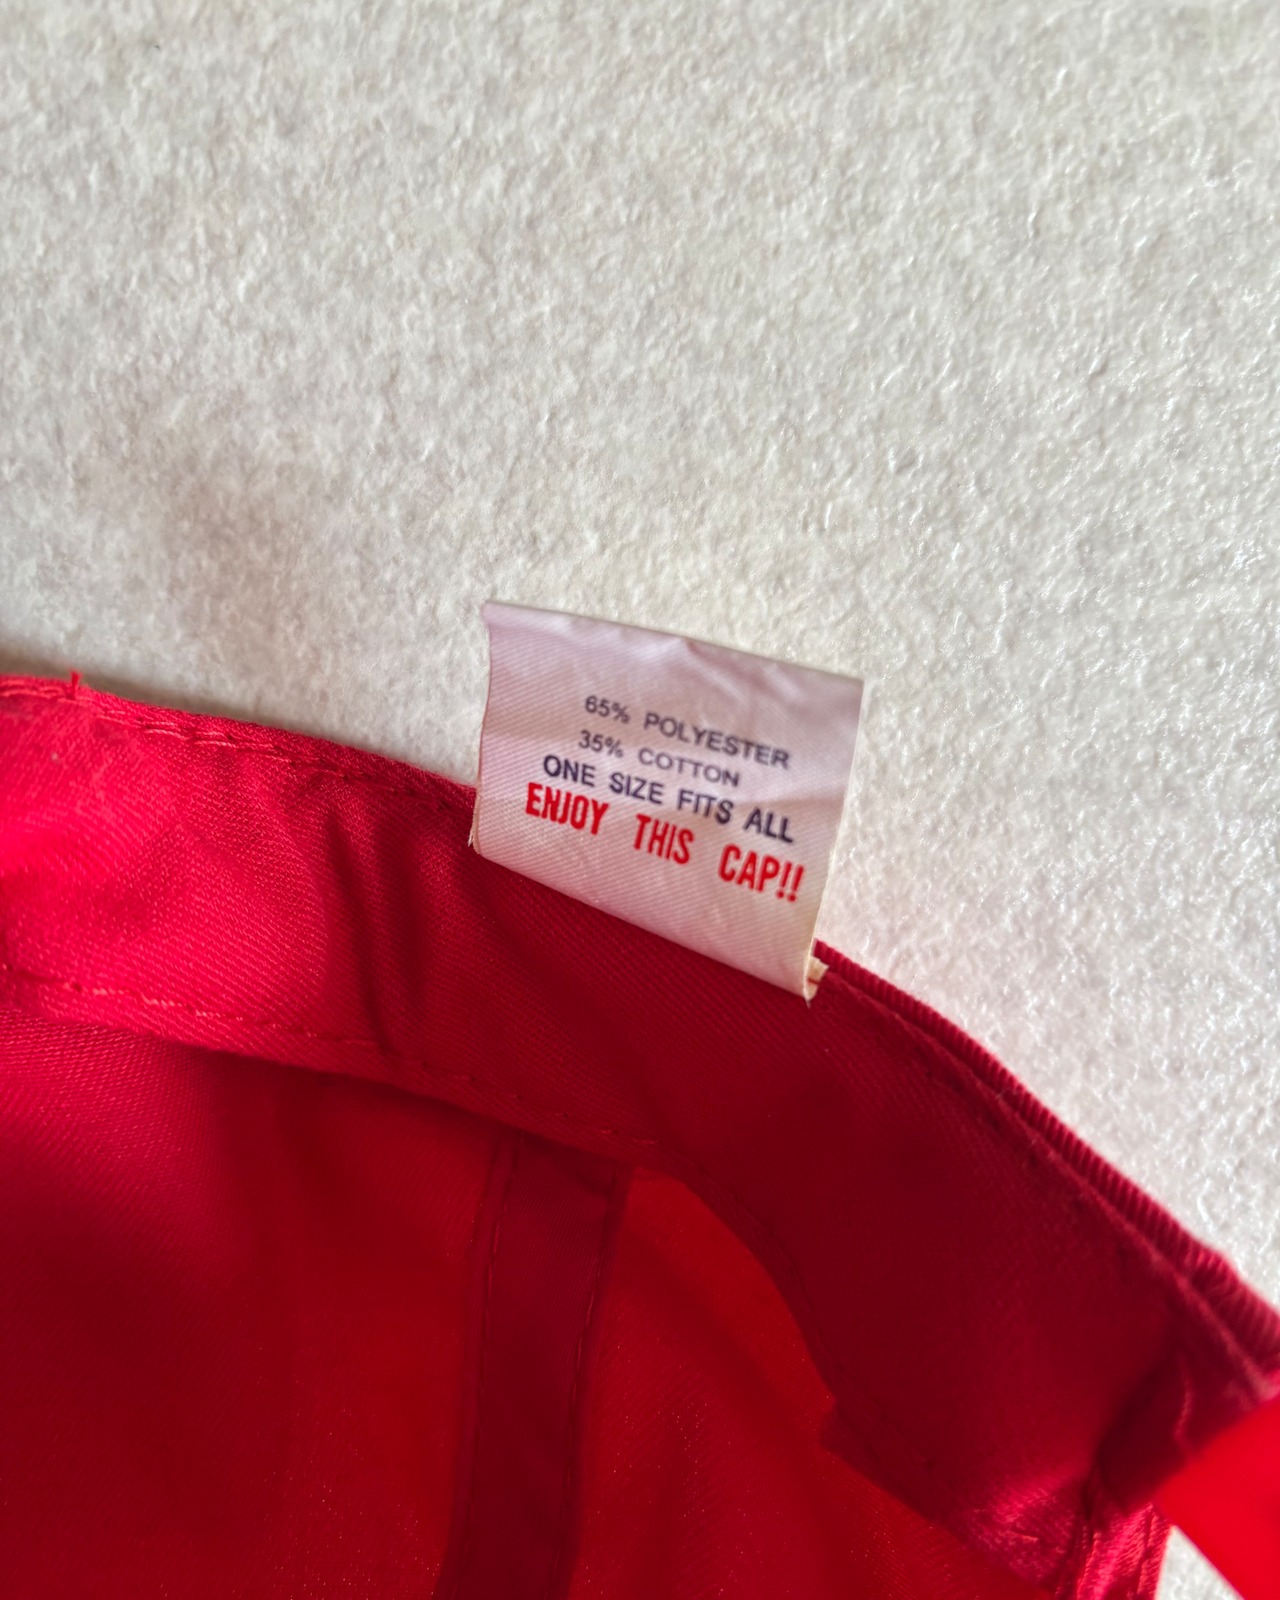 65% POLYESTER
35% COTTON
ONE SIZE FITS ALL
ENJOY THIS CAP!!